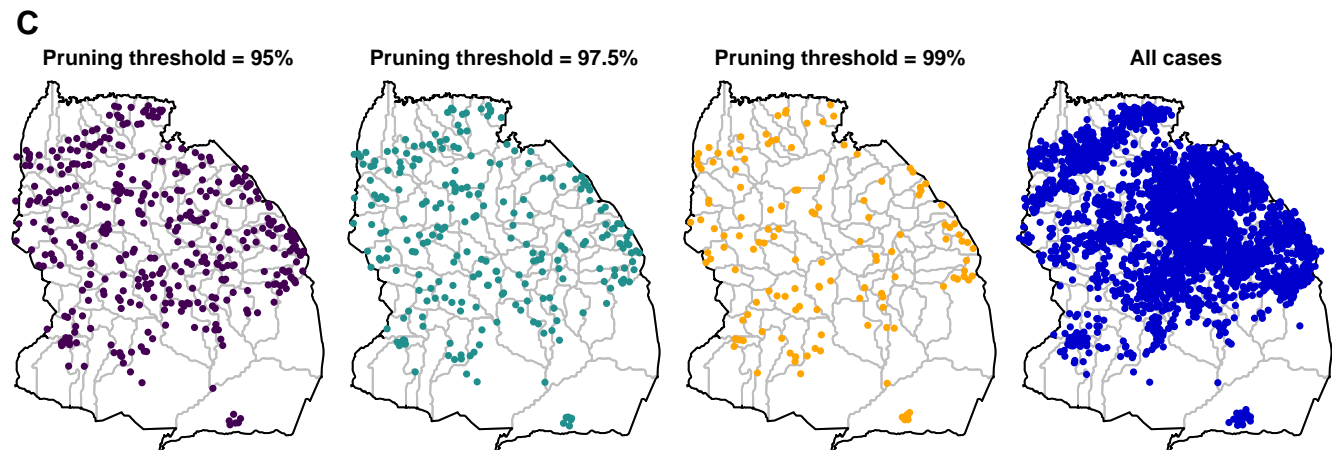 C
Pruning threshold = 95%
Pruning threshold = 97.5%
Pruning threshold = 99%
All cases